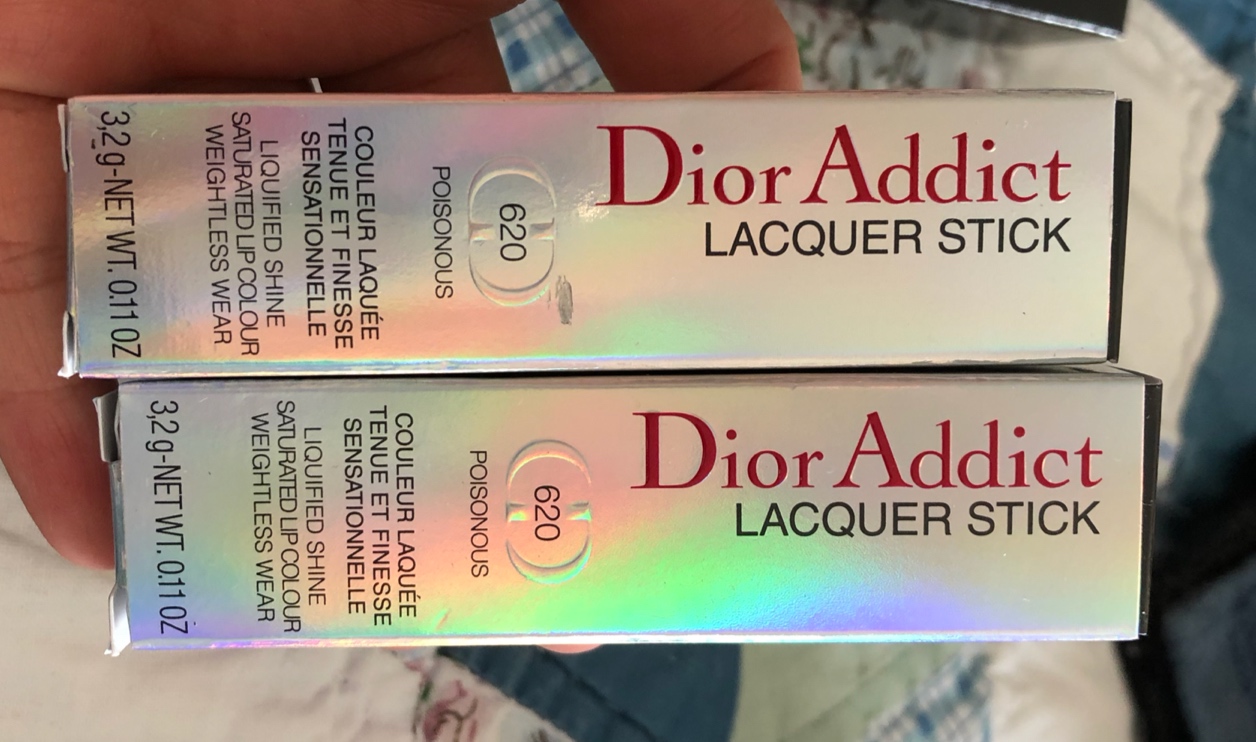 Dior Addict
LACQUER STICK
620
POISONOUS
COULEUR LAQUÉE
TENUE ET FINESSE
SENSATIONNELLE
LIQUIFIED SHINE
SATURATED LIP COLOUR
WEIGHTLESS WEAR
3,2 g-NET WT. 0.11 OZ
Dior Addict
LACQUER STICK
620
POISONOUS
COULEUR LAQUÉE
TENUE ET FINESSE
SENSATIONNELLE
LIQUIFIED SHINE
SATURATED LIP COLOUR
WEIGHTLESS WEAR
3,2 g-NET WT. 0.11 OZ